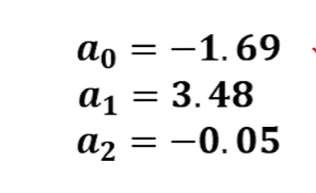 a₀ = −1.69
a₁ = 3.48
a₂ = −0.05